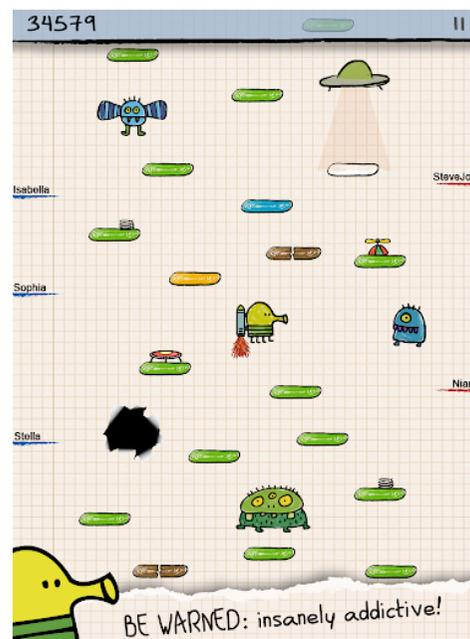 34579
Isabella
SteveJo
Sophia
Nia
Stella
BE WARNED: insanely addictive!